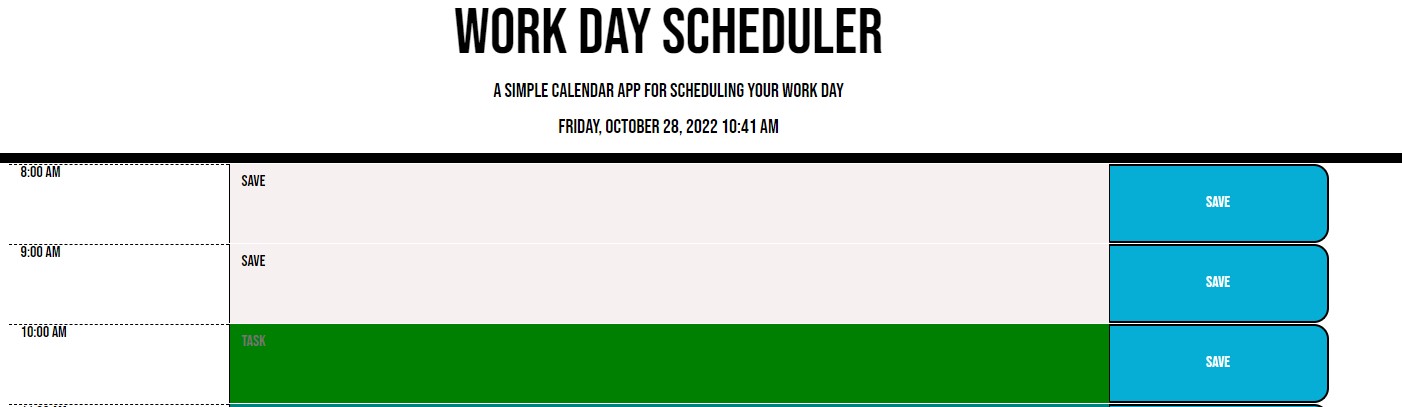 WORK DAY SCHEDULER
A SIMPLE CALENDAR APP FOR SCHEDULING YOUR WORK DAY
FRIDAY, OCTOBER 28, 2022 10:41 AM
8:00 AM SAVE SAVE
9:00 AM SAVE SAVE
10:00 AM TASK SAVE